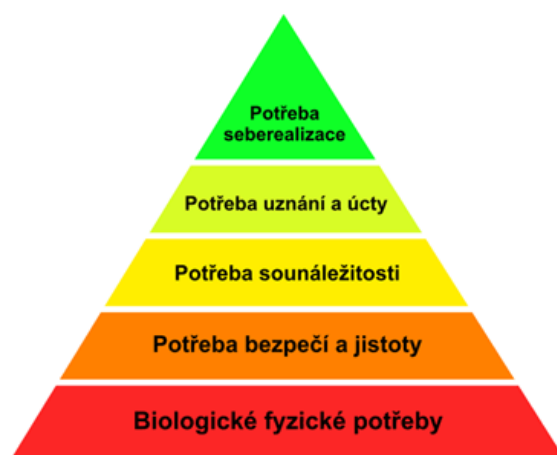 Potřeba
seberealizace
Potřeba uznání a úcty
Potřeba sounáležitosti
Potřeba bezpečí a jistoty
Biologické fyzické potřeby